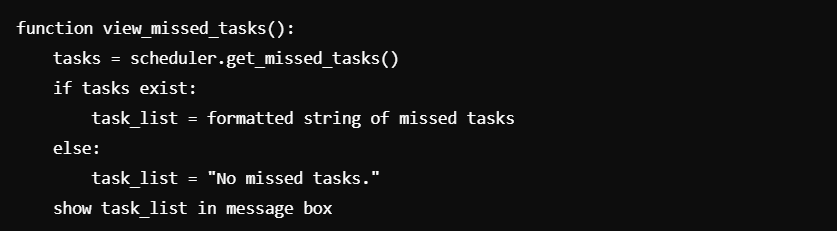 function view_missed_tasks():
    tasks = scheduler.get_missed_tasks()
    if tasks exist:
        task_list = formatted string of missed tasks
    else:
        task_list = "No missed tasks."
    show task_list in message box